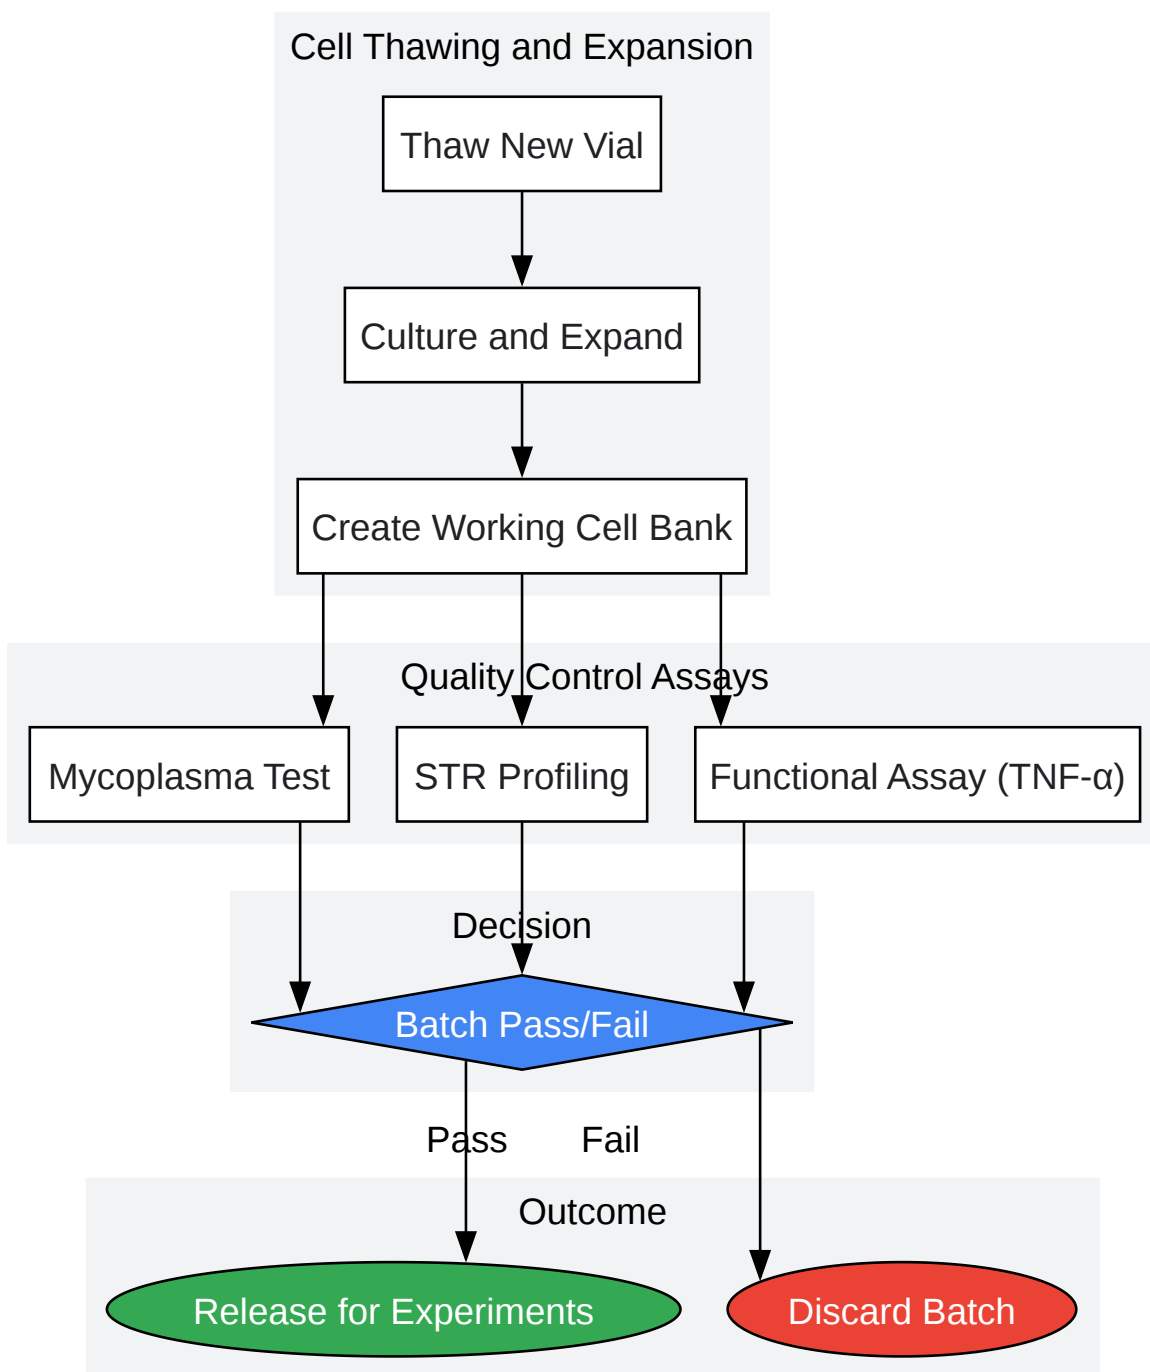 Cell Thawing and Expansion
Thaw New Vial
Culture and Expand
Create Working Cell Bank
Quality Control Assays
Mycoplasma Test
STR Profiling
Functional Assay (TNF-α)
Decision
Batch Pass/Fail
Pass
Fail
Outcome
Release for Experiments
Discard Batch